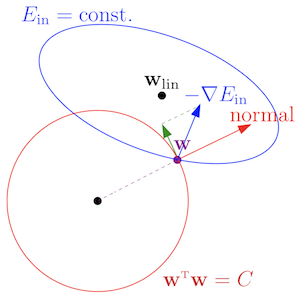 E_in = const.
w_lin
−∇E_in
normal
w
wᵀw = C